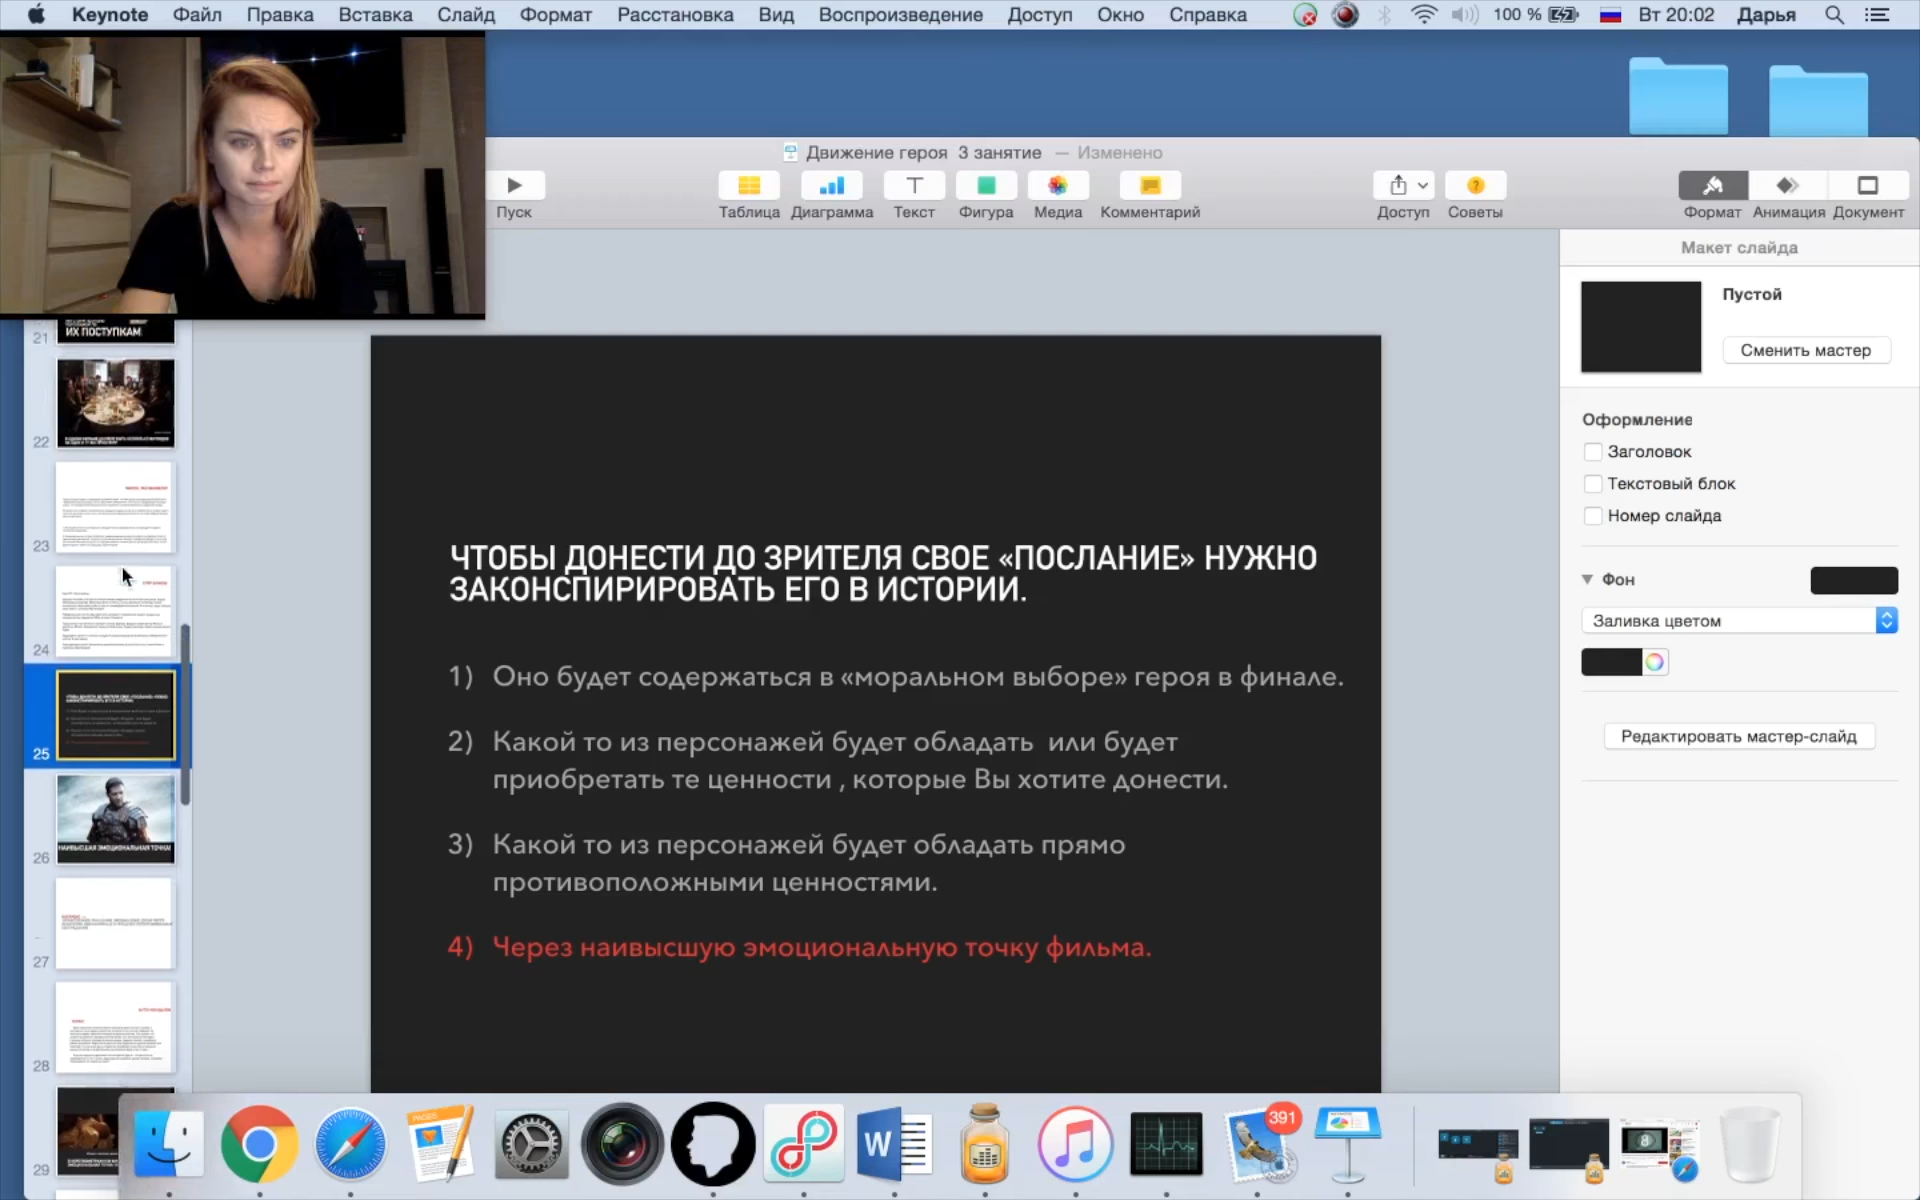 Keynote Файл Правка Вставка Слайд Формат Расстановка Вид Воспроизведение Доступ Окно Справка 100 % Вт 20:02 Дарья
Движение героя 3 занятие — Изменено
Пуск Таблица Диаграмма Текст Фигура Медиа Комментарий Доступ Советы Формат Анимация Документ
Макет слайда
Пустой
Сменить мастер
Оформление
Заголовок
Текстовый блок
Номер слайда
Фон
Заливка цветом
Редактировать мастер-слайд
21
ИХ ПОСТУПКАМ
22
23
24
25
26
НАИВЫСШАЯ ЭМОЦИОНАЛЬНАЯ ТОЧКА
27
28
29
ЧТОБЫ ДОНЕСТИ ДО ЗРИТЕЛЯ СВОЕ «ПОСЛАНИЕ» НУЖНО
ЗАКОНСПИРИРОВАТЬ ЕГО В ИСТОРИИ.
1) Оно будет содержаться в «моральном выборе» героя в финале.
2) Какой то из персонажей будет обладать или будет
приобретать те ценности , которые Вы хотите донести.
3) Какой то из персонажей будет обладать прямо
противоположными ценностями.
4) Через наивысшую эмоциональную точку фильма.
PAGES
W
391